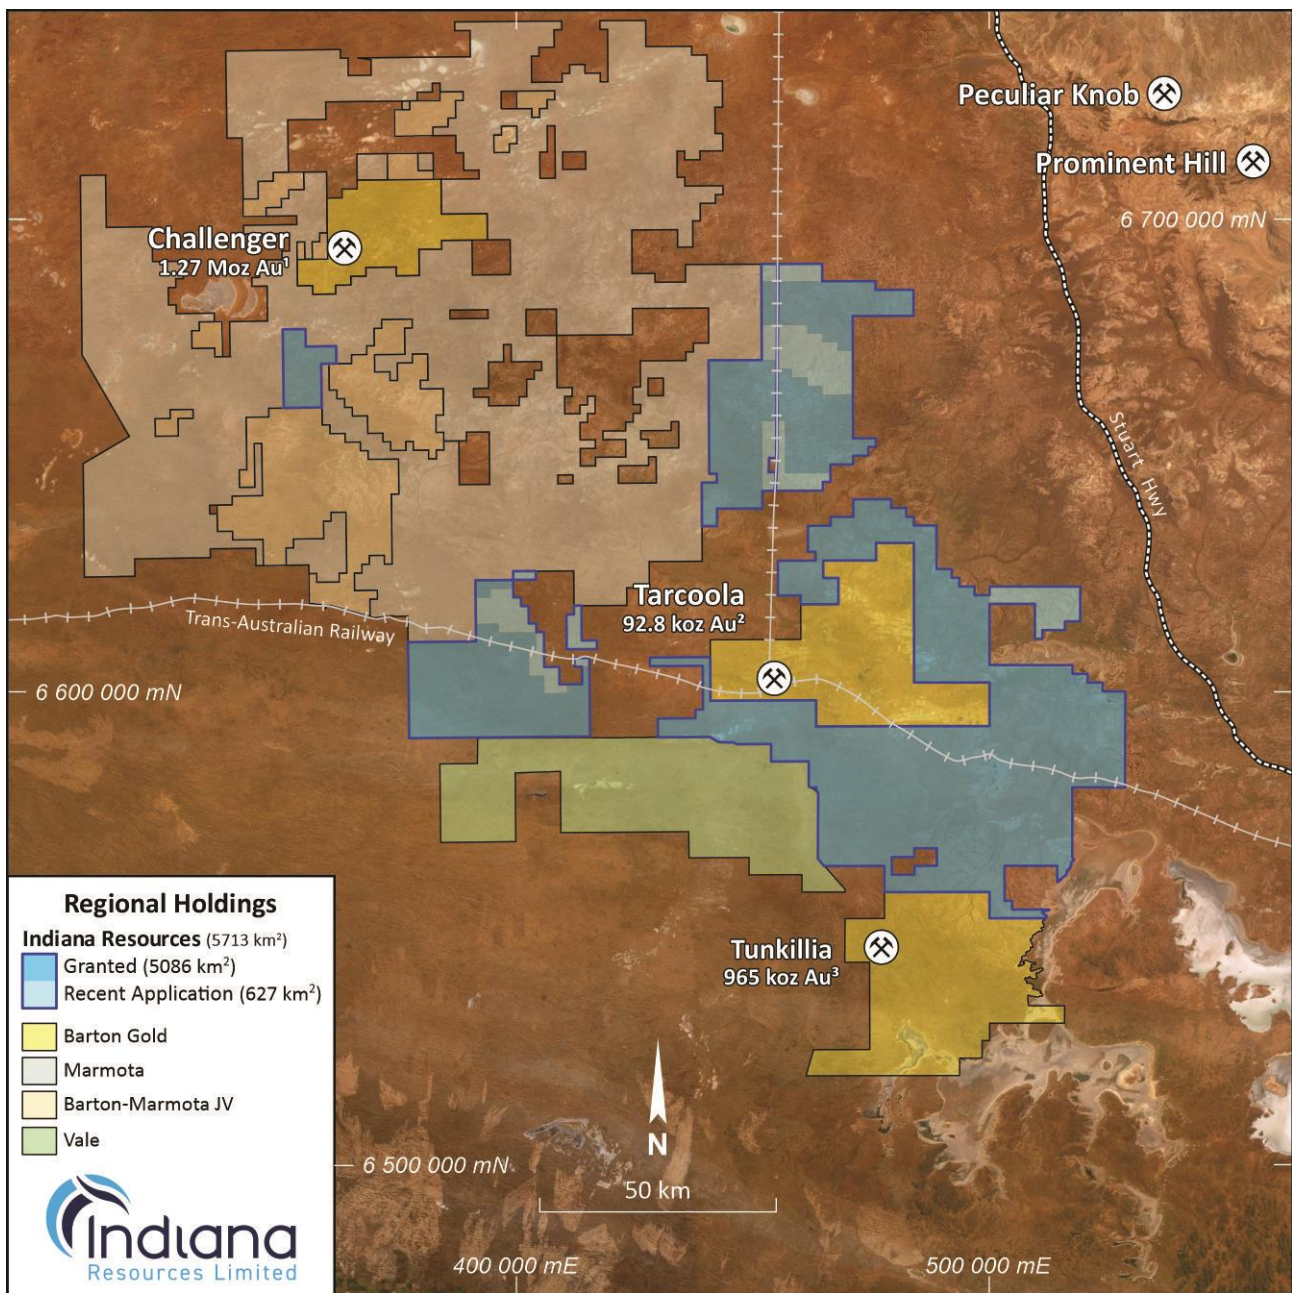 Peculiar Knob
Prominent Hill
6 700 000 mN
Challenger
1.27 Moz Au¹
Stuart Hwy
Tarcoola
92.8 koz Au²
Trans-Australian Railway
6 600 000 mN
Regional Holdings
Indiana Resources (5713 km²)
Granted (5086 km²)
Recent Application (627 km²)
Barton Gold
Marmota
Barton-Marmota JV
Vale
Tunkillia
965 koz Au³
N
50 km
6 500 000 mN
400 000 mE
500 000 mE
Indiana
Resources Limited